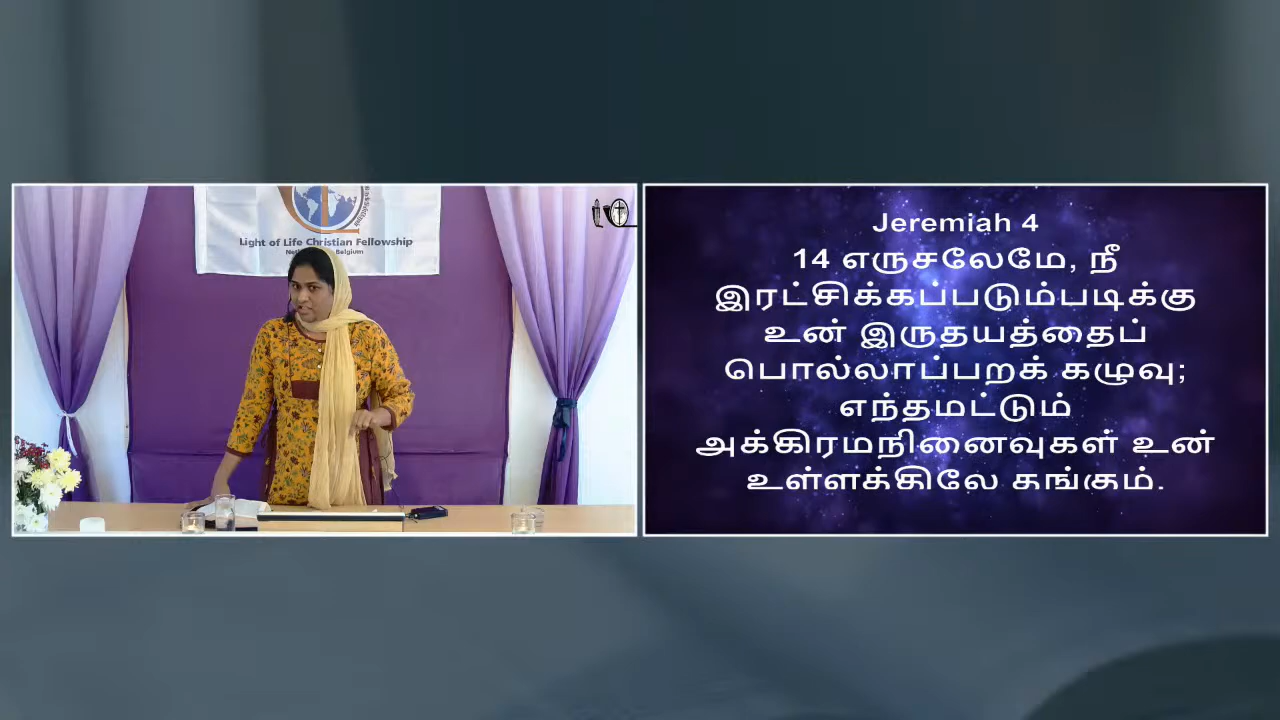 Light of Life Christian Fellowship
Belgium
Jeremiah 4
14 எருசலேமே, நீ
இரட்சிக்கப்படும்படிக்கு
உன் இருதயத்தைப்
பொல்லாப்பறக் கழுவு;
எந்தமட்டும்
அக்கிரமநினைவுகள் உன்
உள்ளத்திலே தங்கும்.